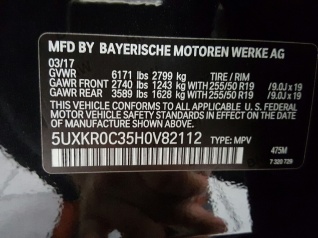 MFD BY BAYERISCHE MOTOREN WERKE AG
03/17
GVWR 6171 lbs 2799 kg TIRE / RIM
GAWR FRONT 2740 lbs 1243 kg 255/50 R19 /9.0J x 19
GAWR REAR 3589 lbs 1628 kg 255/50 R19 /9.0J x 19
THIS VEHICLE CONFORMS TO ALL APPLICABLE U.S. FEDERAL
MOTOR VEHICLE SAFETY STANDARDS IN EFFECT ON
THE DATE OF MANUFACTURE SHOWN ABOVE.
5UXKR0C35H0V82112 TYPE: MPV
475M
7 320 729